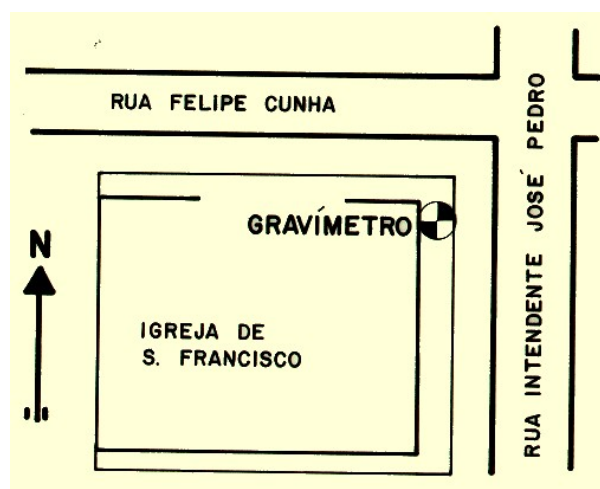 RUA FELIPE CUNHA
RUA INTENDENTE JOSÉ PEDRO
GRAVÍMETRO
N
IGREJA DE
S. FRANCISCO